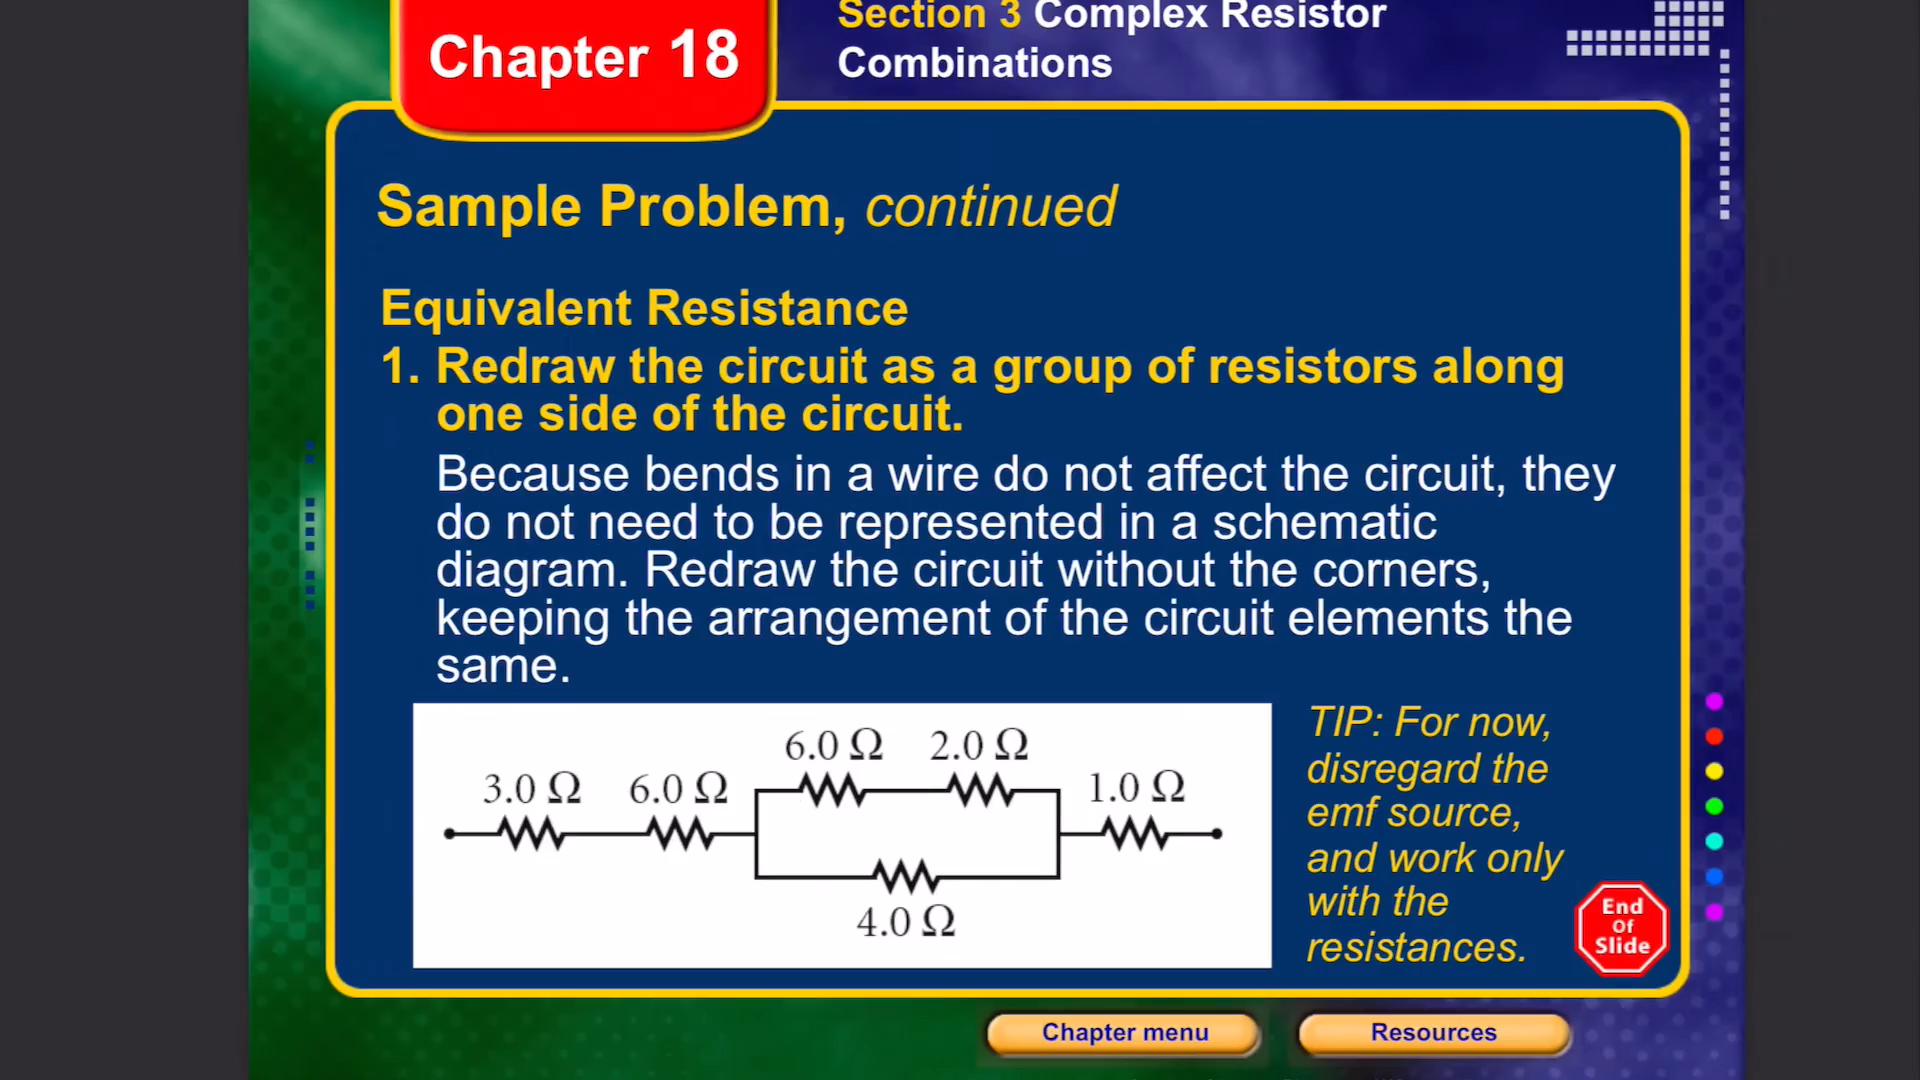 Chapter 18
Section 3 Complex Resistor
Combinations
Sample Problem, continued
Equivalent Resistance
1. Redraw the circuit as a group of resistors along
one side of the circuit.
Because bends in a wire do not affect the circuit, they
do not need to be represented in a schematic
diagram. Redraw the circuit without the corners,
keeping the arrangement of the circuit elements the
same.
6.0 Ω 2.0 Ω
3.0 Ω 6.0 Ω 1.0 Ω
4.0 Ω
TIP: For now,
disregard the
emf source,
and work only
with the
resistances.
End
Of
Slide
Chapter menu
Resources